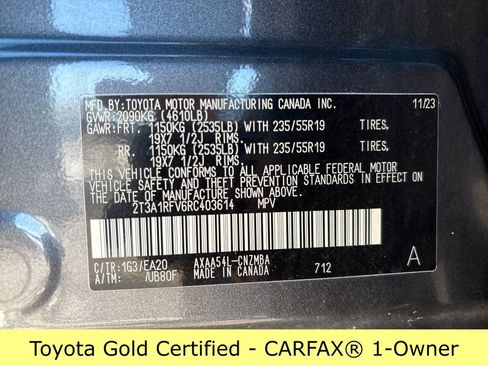 MFD.BY:TOYOTA MOTOR MANUFACTURING CANADA INC. 11/23
GVWR:2090KG (4610LB)
GAWR:FRT. 1150KG (2535LB) WITH 235/55R19 TIRES,
19X7 1/2J RIMS.
RR. 1150KG (2535LB) WITH 235/55R19 TIRES,
19X7 1/2J RIMS.
THIS VEHICLE CONFORMS TO ALL APPLICABLE FEDERAL MOTOR
VEHICLE SAFETY AND THEFT PREVENTION STANDARDS IN
EFFECT ON THE DATE OF MANUFACTURE SHOWN ABOVE.
2T3A1RFV6RC403614 MPV
C/TR:1G3/EA20 AXAA54L-CNZMBA
A/TM: /UB80F MADE IN CANADA 712 A
Toyota Gold Certified - CARFAX® 1-Owner